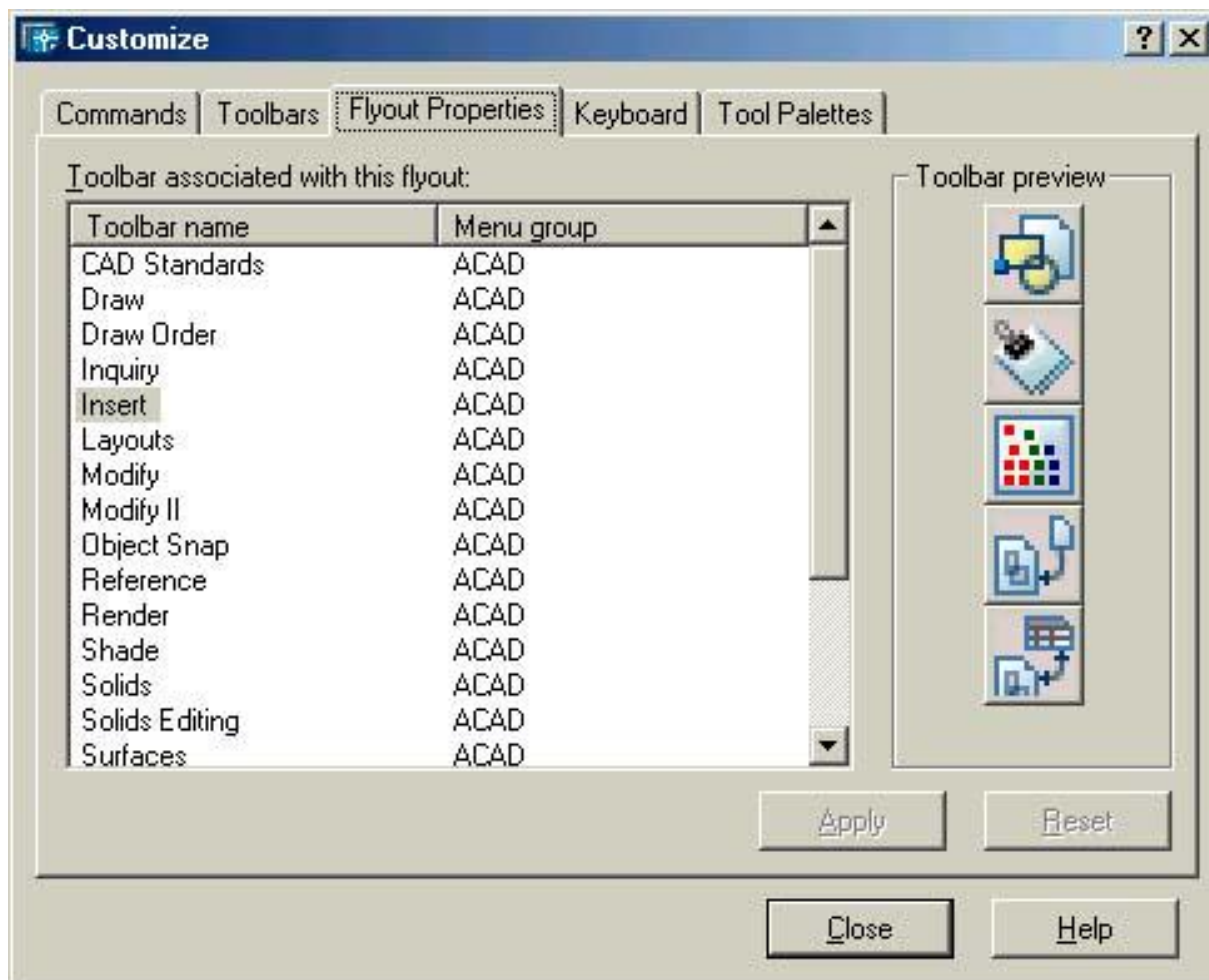 Customize
Commands Toolbars Flyout Properties Keyboard Tool Palettes
Toolbar associated with this flyout:
Toolbar preview
Toolbar name Menu group
CAD Standards ACAD
Draw ACAD
Draw Order ACAD
Inquiry ACAD
Insert ACAD
Layouts ACAD
Modify ACAD
Modify II ACAD
Object Snap ACAD
Reference ACAD
Render ACAD
Shade ACAD
Solids ACAD
Solids Editing ACAD
Surfaces ACAD
Apply Reset
Close Help